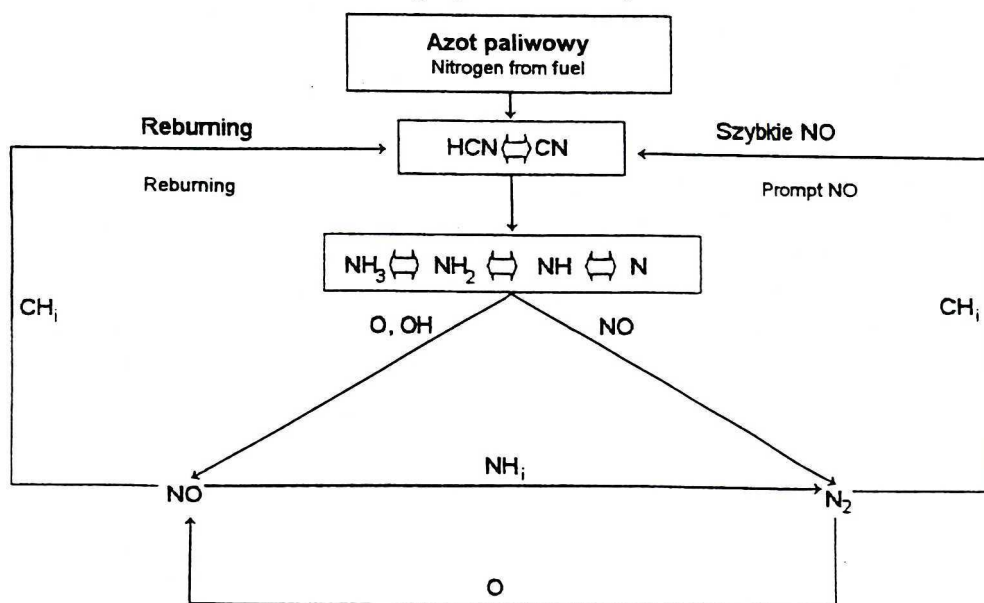 Azot paliwowy
Nitrogen from fuel
Reburning
HCN ⇔ CN
Szybkie NO
Reburning
Prompt NO
NH₃ ⇔ NH₂ ⇔ NH ⇔ N
CHᵢ
O, OH
NO
CHᵢ
NHᵢ
NO
N₂
O